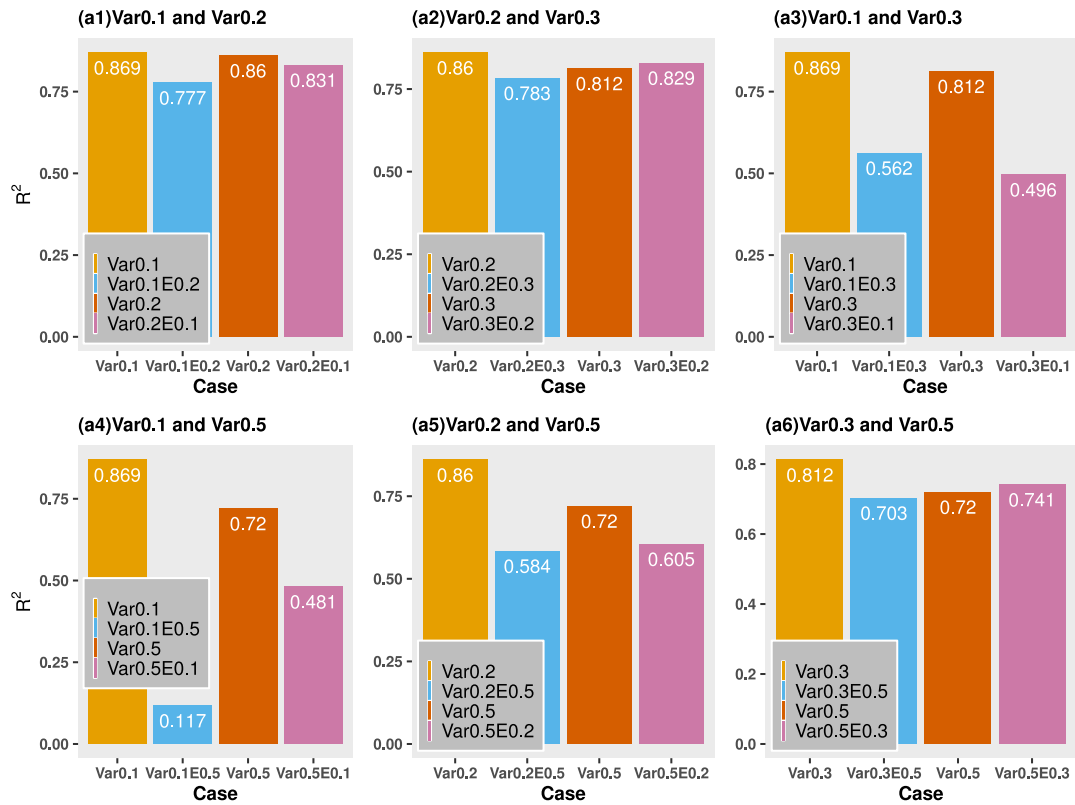 (a1)Var0.1 and Var0.2
R²
0.75
0.50
0.25
0.00
0.869
0.777
0.86
0.831
Var0.1
Var0.1E0.2
Var0.2
Var0.2E0.1
Var0.1 Var0.1E0.2 Var0.2 Var0.2E0.1
Case
(a2)Var0.2 and Var0.3
0.75
0.50
0.25
0.00
0.86
0.783
0.812
0.829
Var0.2
Var0.2E0.3
Var0.3
Var0.3E0.2
Var0.2 Var0.2E0.3 Var0.3 Var0.3E0.2
Case
(a3)Var0.1 and Var0.3
0.75
0.50
0.25
0.00
0.869
0.562
0.812
0.496
Var0.1
Var0.1E0.3
Var0.3
Var0.3E0.1
Var0.1 Var0.1E0.3 Var0.3 Var0.3E0.1
Case
(a4)Var0.1 and Var0.5
R²
0.75
0.50
0.25
0.00
0.869
0.117
0.72
0.481
Var0.1
Var0.1E0.5
Var0.5
Var0.5E0.1
Var0.1 Var0.1E0.5 Var0.5 Var0.5E0.1
Case
(a5)Var0.2 and Var0.5
0.75
0.50
0.25
0.00
0.86
0.584
0.72
0.605
Var0.2
Var0.2E0.5
Var0.5
Var0.5E0.2
Var0.2 Var0.2E0.5 Var0.5 Var0.5E0.2
Case
(a6)Var0.3 and Var0.5
0.8
0.6
0.4
0.2
0.0
0.812
0.703
0.72
0.741
Var0.3
Var0.3E0.5
Var0.5
Var0.5E0.3
Var0.3 Var0.3E0.5 Var0.5 Var0.5E0.3
Case